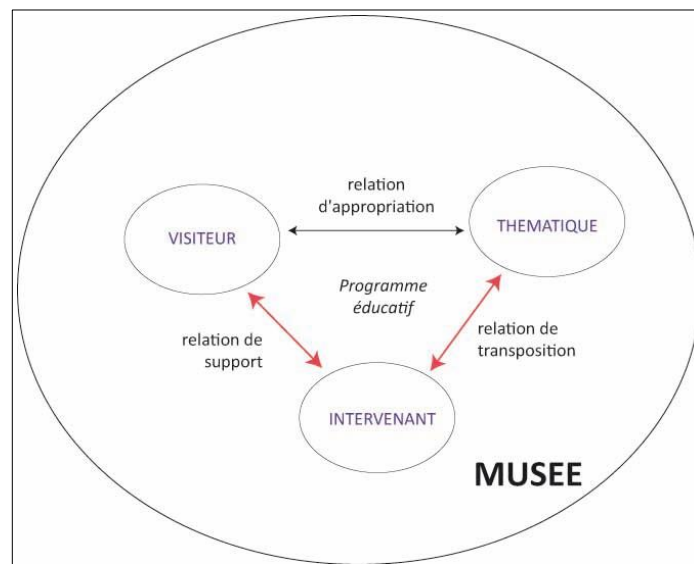 relation
d'appropriation
VISITEUR
THEMATIQUE
Programme
éducatif
relation de
support
relation de
transposition
INTERVENANT
MUSEE